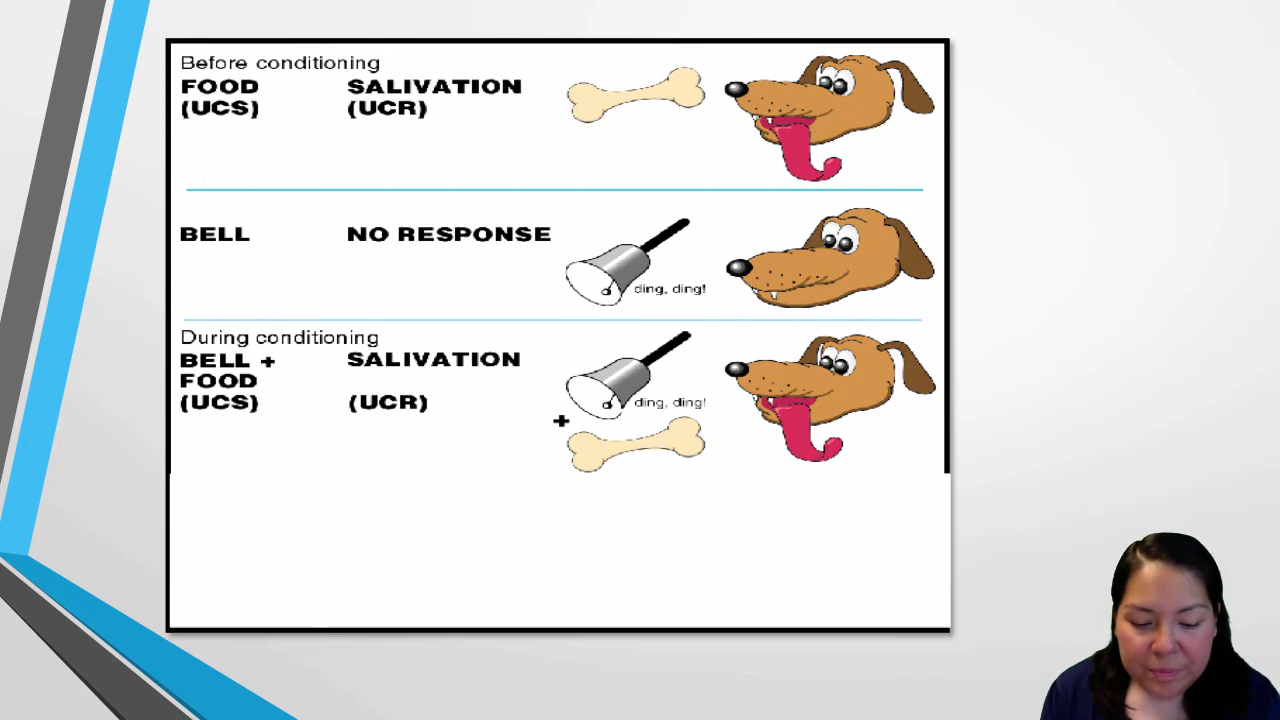 Before conditioning
FOOD SALIVATION
(UCS) (UCR)
BELL NO RESPONSE
ding, ding!
During conditioning
BELL + SALIVATION
FOOD
(UCS) (UCR)
ding, ding!
+